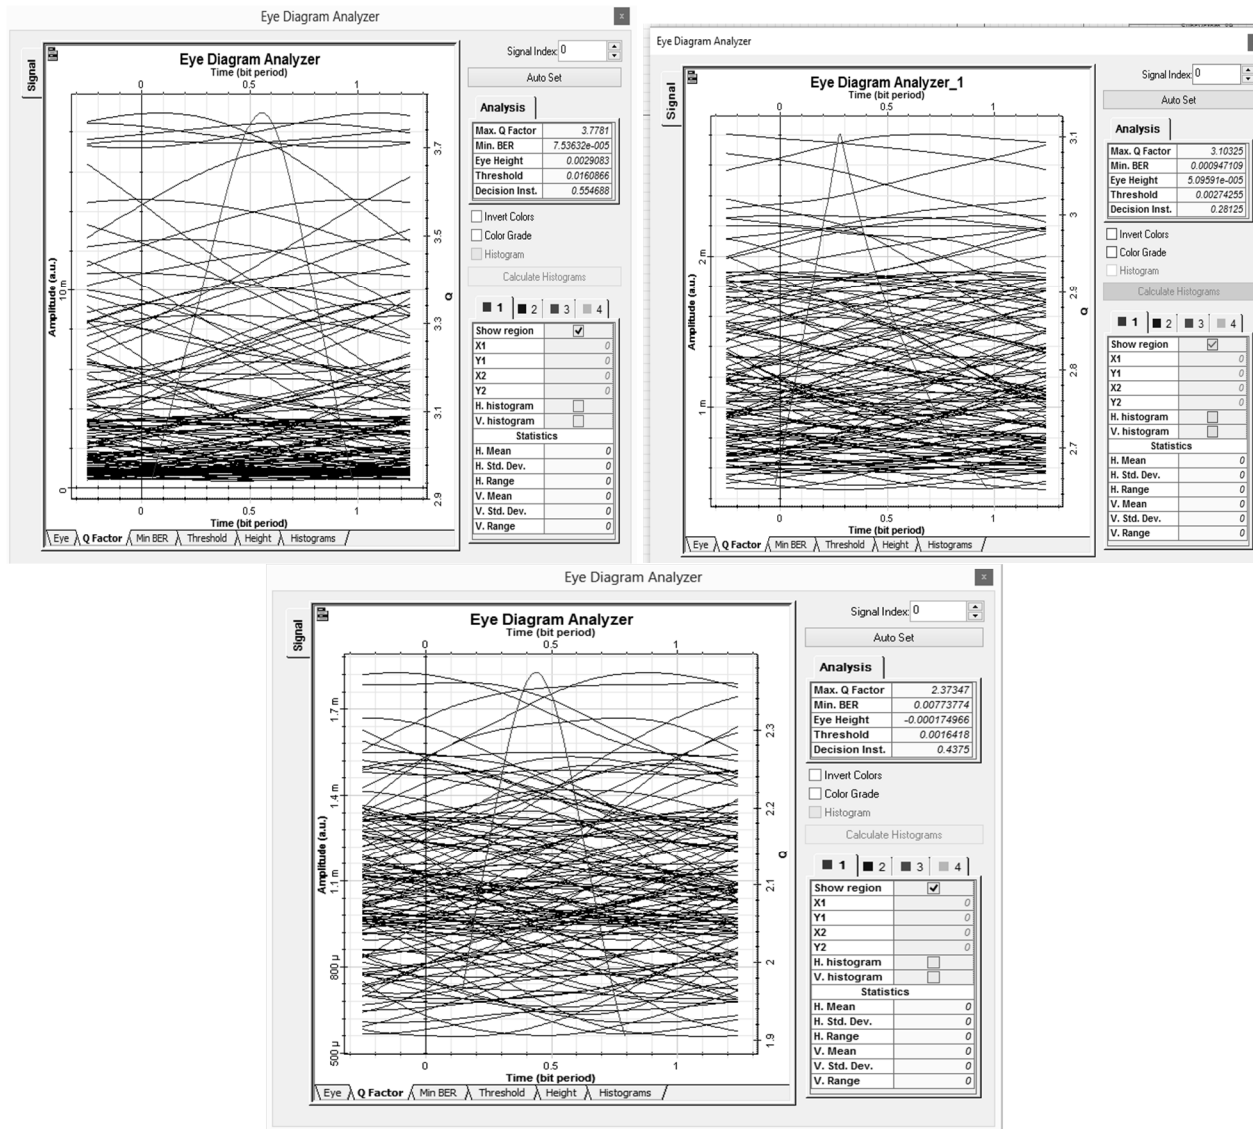 Eye Diagram Analyzer
x
Signal
Eye Diagram Analyzer
Time (bit period)
0 0.5 1
Amplitude (a.u.)
10 m
0
Q
3.7
3.5
3.3
3.1
2.9
0 0.5 1
Time (bit period)
Eye Q Factor Min BER Threshold Height Histograms
Signal Index: 0
Auto Set
Analysis
Max. Q Factor 3.7781
Min. BER 7.53632e-005
Eye Height 0.0029083
Threshold 0.0160866
Decision Inst. 0.554688
Invert Colors
Color Grade
Histogram
Calculate Histograms
1 2 3 4
Show region
X1 0
Y1 0
X2 0
Y2 0
H. histogram
V. histogram
Statistics
H. Mean 0
H. Std. Dev. 0
H. Range 0
V. Mean 0
V. Std. Dev. 0
V. Range 0
Eye Diagram Analyzer
Signal
Eye Diagram Analyzer_1
Time (bit period)
0 0.5 1
Amplitude (a.u.)
2 m
1 m
Q
3.1
3
2.9
2.8
2.7
0 0.5 1
Time (bit period)
Eye Q Factor Min BER Threshold Height Histograms
Signal Index: 0
Auto Set
Analysis
Max. Q Factor 3.10325
Min. BER 0.000947109
Eye Height 5.09591e-005
Threshold 0.00274255
Decision Inst. 0.28125
Invert Colors
Color Grade
Histogram
Calculate Histograms
1 2 3 4
Show region
X1 0
Y1 0
X2 0
Y2 0
H. histogram
V. histogram
Statistics
H. Mean 0
H. Std. Dev. 0
H. Range 0
V. Mean 0
V. Std. Dev. 0
V. Range 0
Eye Diagram Analyzer
x
Signal
Eye Diagram Analyzer
Time (bit period)
0 0.5 1
Amplitude (a.u.)
1.7 m
1.4 m
1.1 m
800 µ
500 µ
Q
2.3
2.2
2.1
2
1.9
0 0.5 1
Time (bit period)
Eye Q Factor Min BER Threshold Height Histograms
Signal Index: 0
Auto Set
Analysis
Max. Q Factor 2.37347
Min. BER 0.00773774
Eye Height -0.000174966
Threshold 0.0016418
Decision Inst. 0.4375
Invert Colors
Color Grade
Histogram
Calculate Histograms
1 2 3 4
Show region
X1 0
Y1 0
X2 0
Y2 0
H. histogram
V. histogram
Statistics
H. Mean 0
H. Std. Dev. 0
H. Range 0
V. Mean 0
V. Std. Dev. 0
V. Range 0